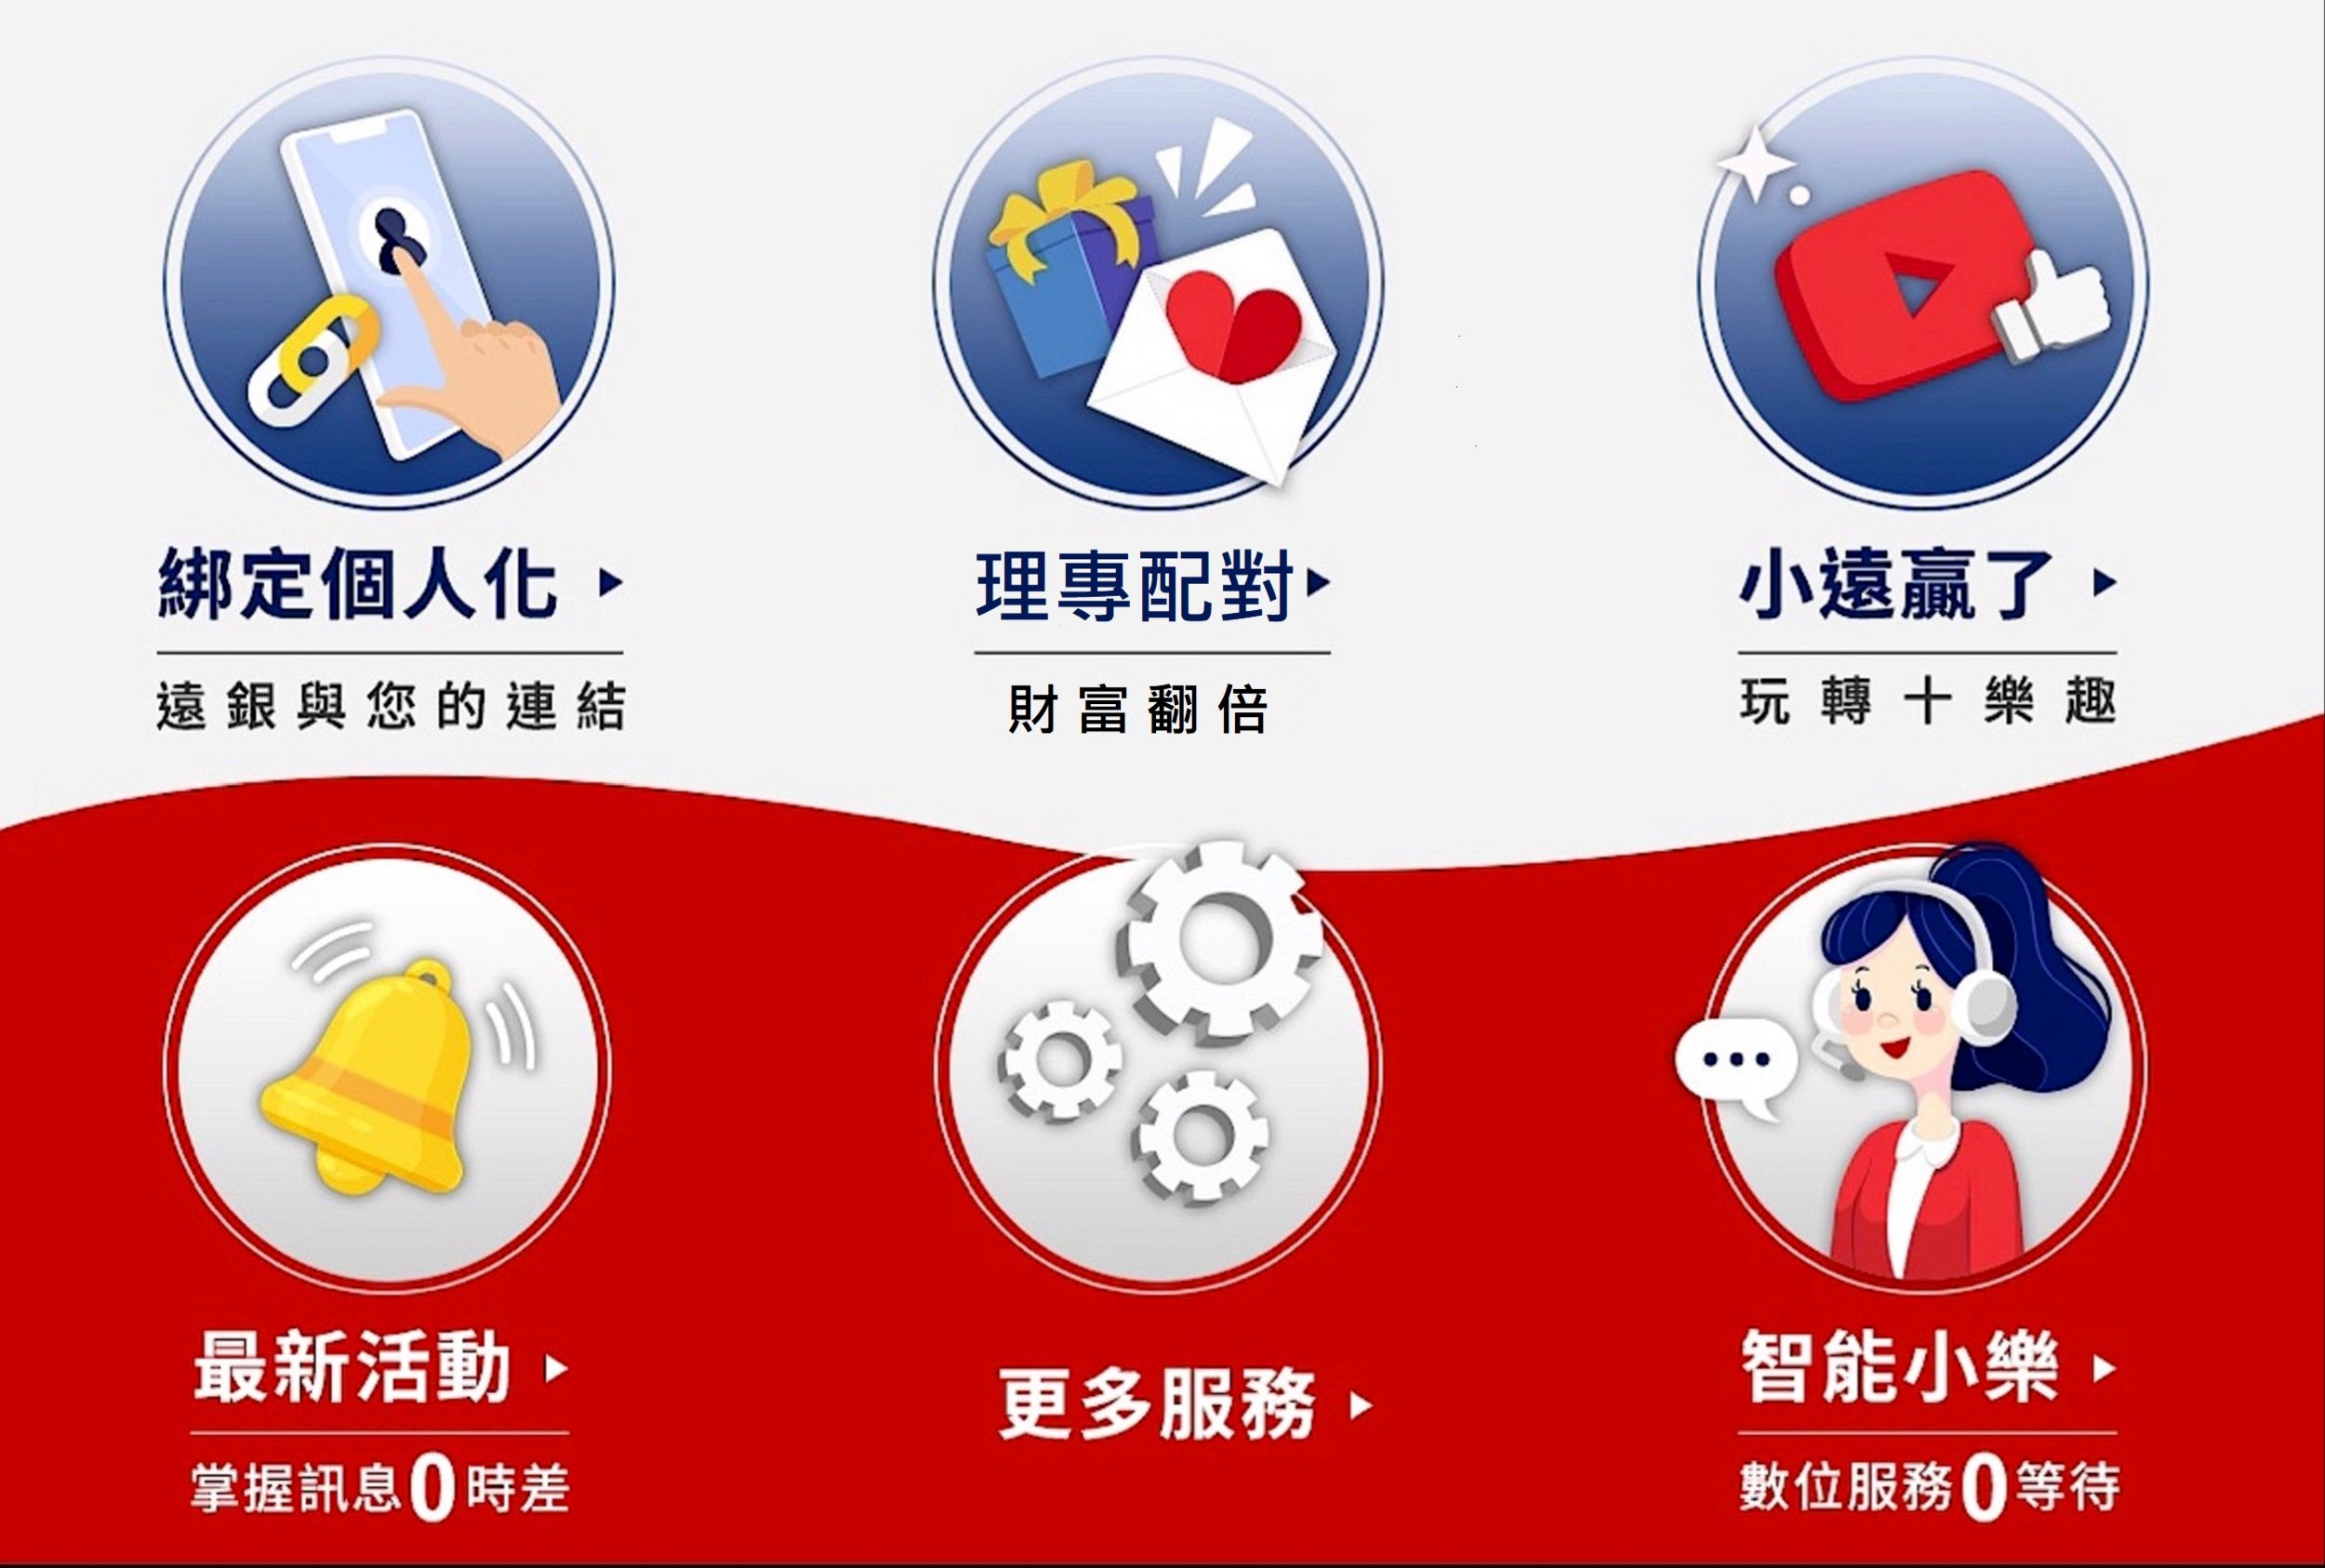 綁定個人化
遠銀與您的連結
理專配對
財富翻倍
小遠贏了
玩轉十樂趣
最新活動
掌握訊息0時差
更多服務
智能小樂
數位服務0等待